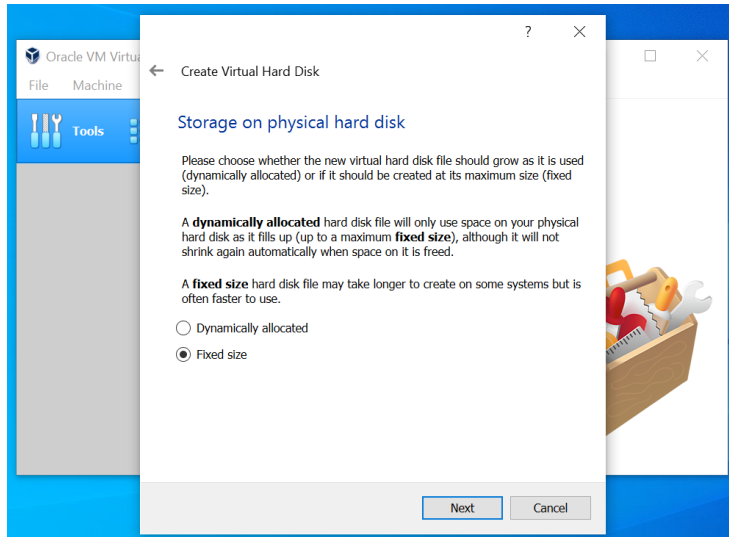 ?
Oracle VM Virtua
Create Virtual Hard Disk
File Machine
Tools
Storage on physical hard disk
Please choose whether the new virtual hard disk file should grow as it is used
(dynamically allocated) or if it should be created at its maximum size (fixed
size).
A dynamically allocated hard disk file will only use space on your physical
hard disk as it fills up (up to a maximum fixed size), although it will not
shrink again automatically when space on it is freed.
A fixed size hard disk file may take longer to create on some systems but is
often faster to use.
Dynamically allocated
Fixed size
Next Cancel